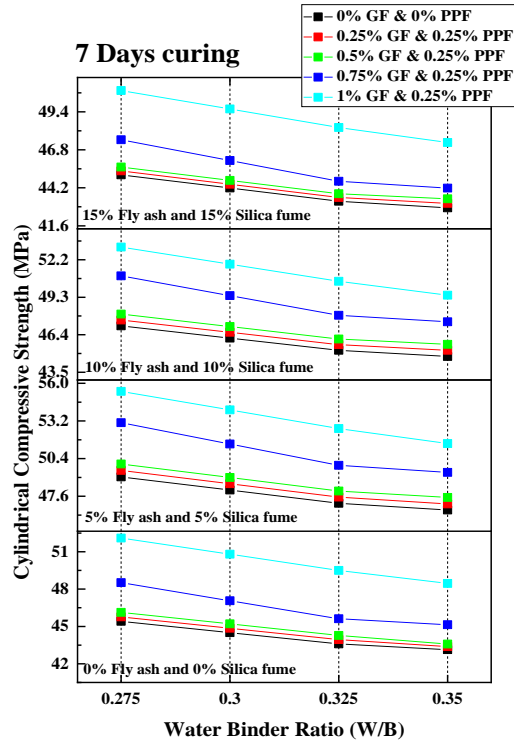 7 Days curing
0% GF & 0% PPF
0.25% GF & 0.25% PPF
0.5% GF & 0.25% PPF
0.75% GF & 0.25% PPF
1% GF & 0.25% PPF
Cylindrical Compressive Strength (MPa)
49.4
46.8
44.2
41.6
15% Fly ash and 15% Silica fume
52.2
49.3
46.4
43.5
10% Fly ash and 10% Silica fume
56.0
53.2
50.4
47.6
5% Fly ash and 5% Silica fume
51
48
45
42
0% Fly ash and 0% Silica fume
0.275 0.3 0.325 0.35
Water Binder Ratio (W/B)